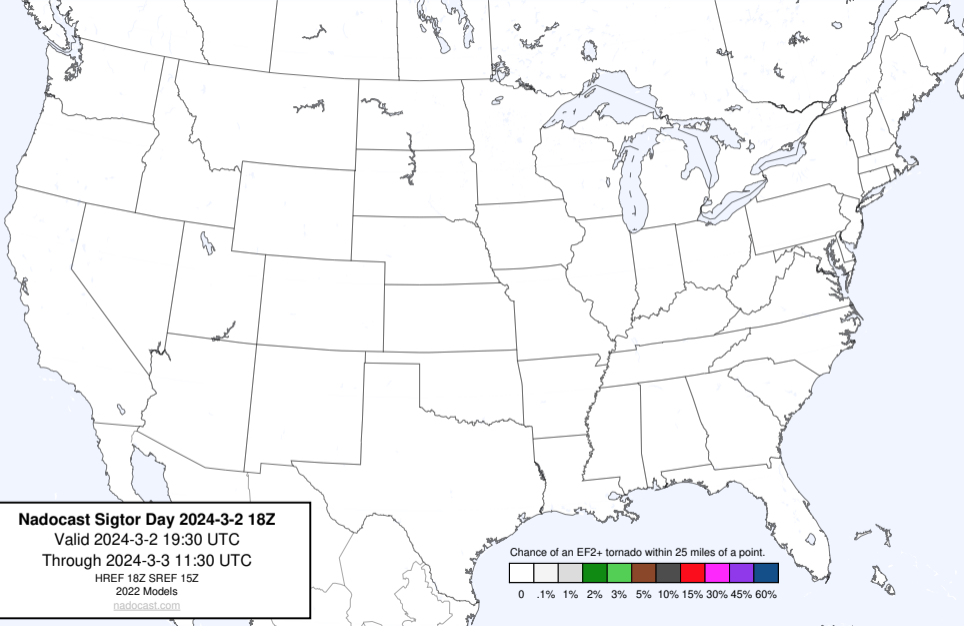 Nadocast Sigtor Day 2024-3-2 18Z
Valid 2024-3-2 19:30 UTC
Through 2024-3-3 11:30 UTC
HREF 18Z SREF 15Z
2022 Models
nadocast.com
Chance of an EF2+ tornado within 25 miles of a point.
0 .1% 1% 2% 3% 5% 10% 15% 30% 45% 60%